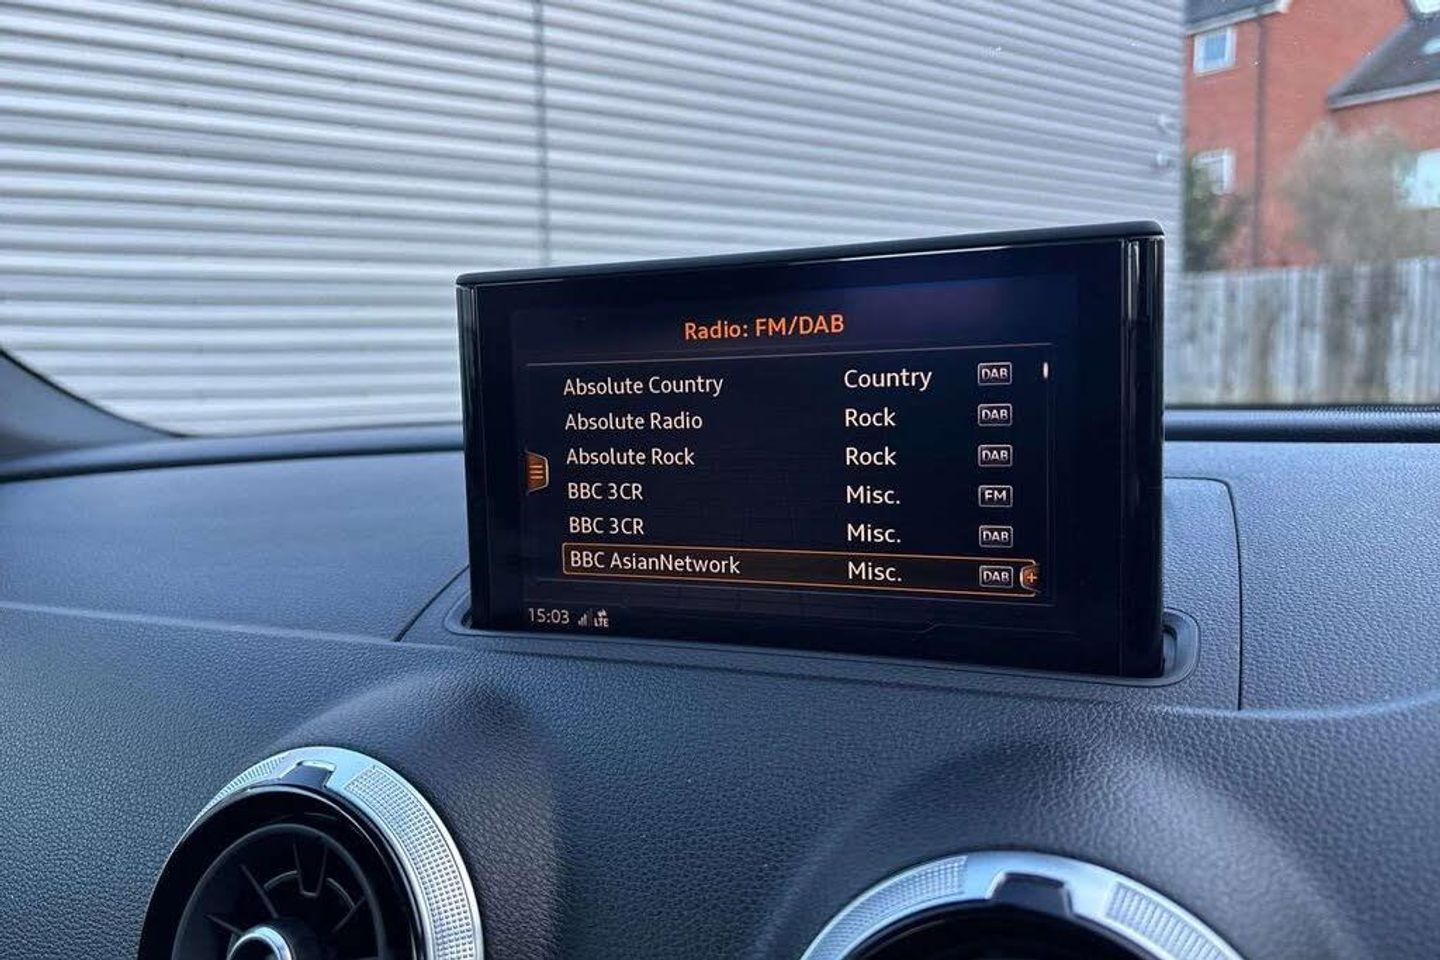 Radio: FM/DAB
Absolute Country Country DAB
Absolute Radio Rock DAB
Absolute Rock Rock DAB
BBC 3CR Misc. FM
BBC 3CR Misc. DAB
BBC AsianNetwork Misc. DAB +
15:03 LTE